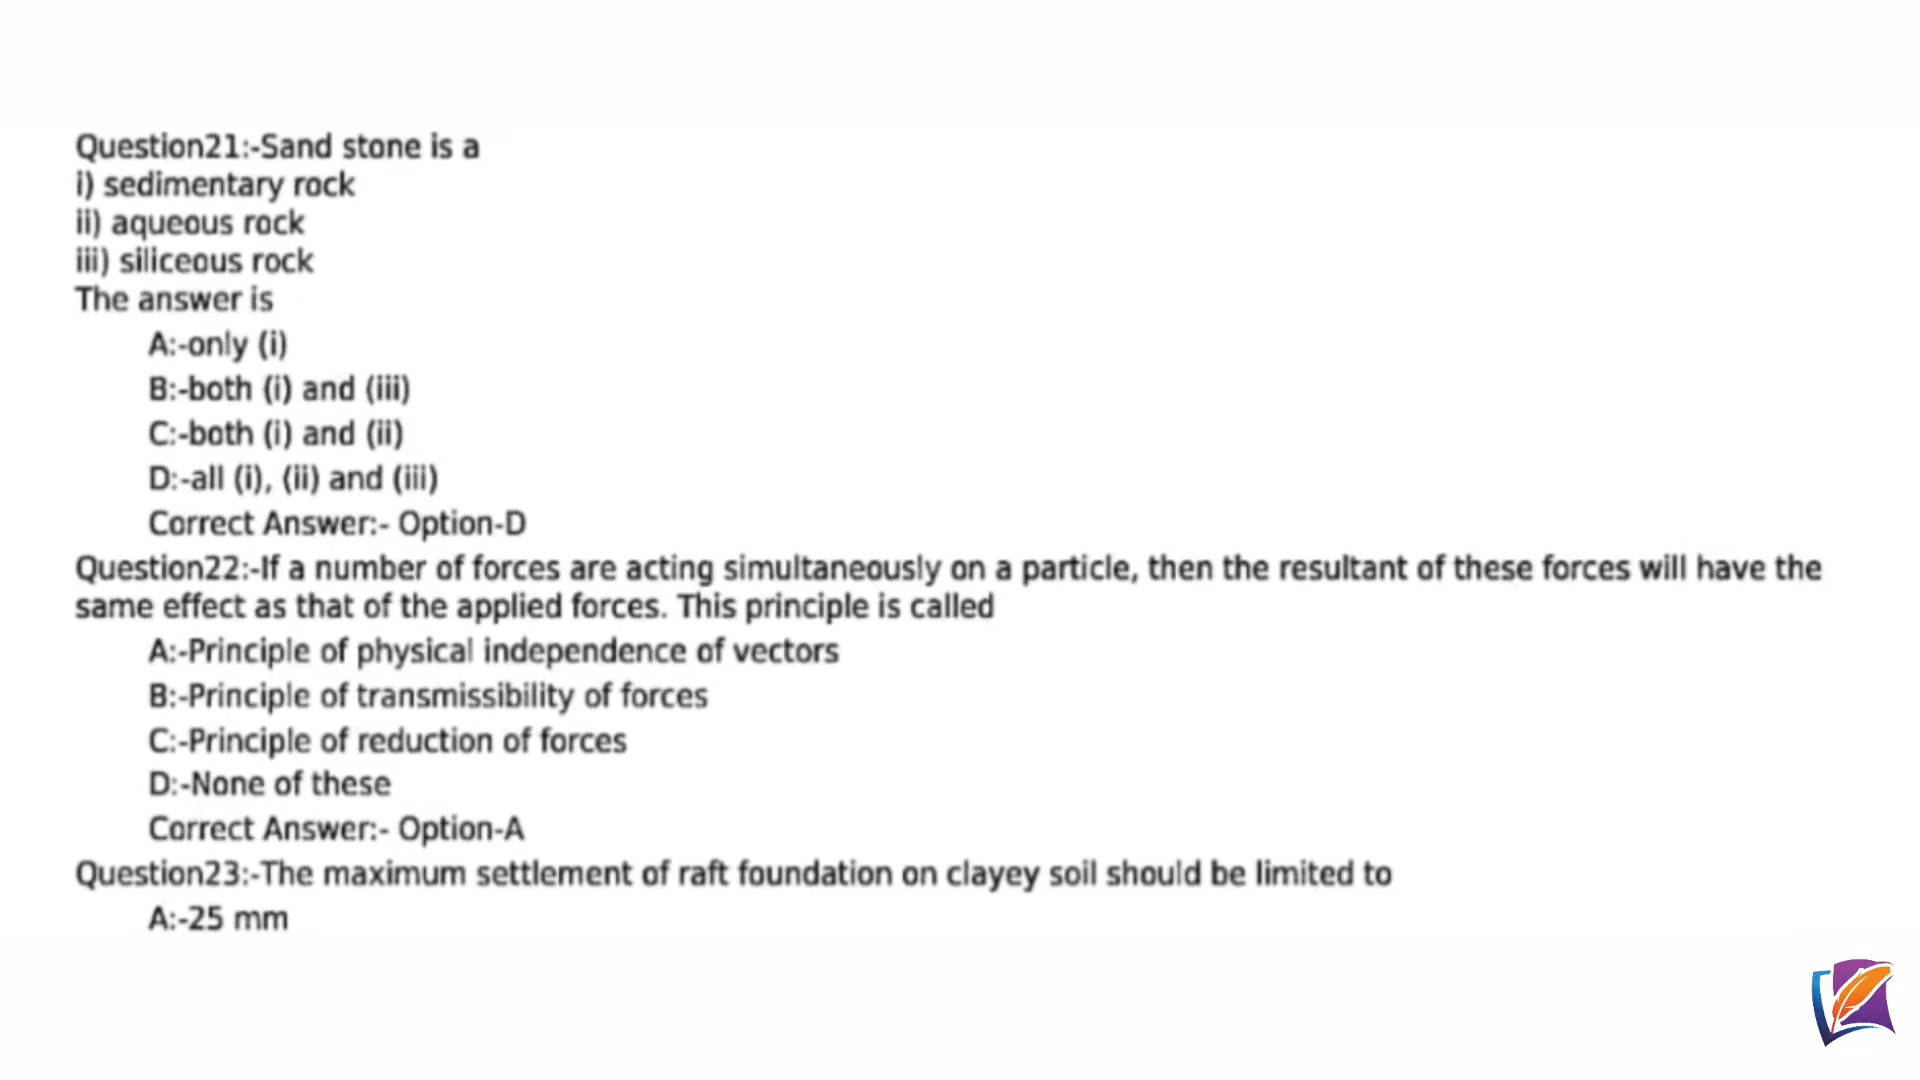 Question21:-Sand stone is a
i) sedimentary rock
ii) aqueous rock
iii) siliceous rock
The answer is
A:-only (i)
B:-both (i) and (iii)
C:-both (i) and (ii)
D:-all (i), (ii) and (iii)
Correct Answer:- Option-D
Question22:-If a number of forces are acting simultaneously on a particle, then the resultant of these forces will have the
same effect as that of the applied forces. This principle is called
A:-Principle of physical independence of vectors
B:-Principle of transmissibility of forces
C:-Principle of reduction of forces
D:-None of these
Correct Answer:- Option-A
Question23:-The maximum settlement of raft foundation on clayey soil should be limited to
A:-25 mm